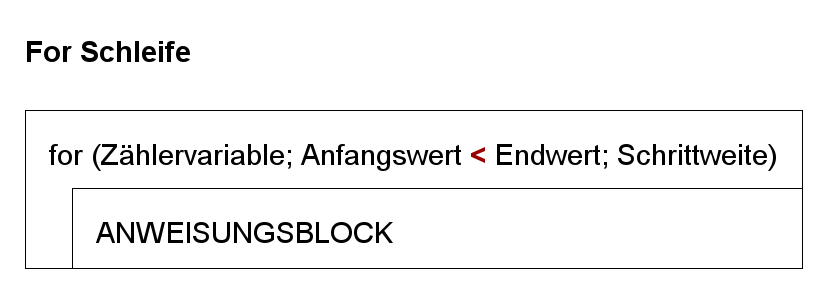 For Schleife
for (Zählervariable; Anfangswert < Endwert; Schrittweite)
ANWEISUNGSBLOCK